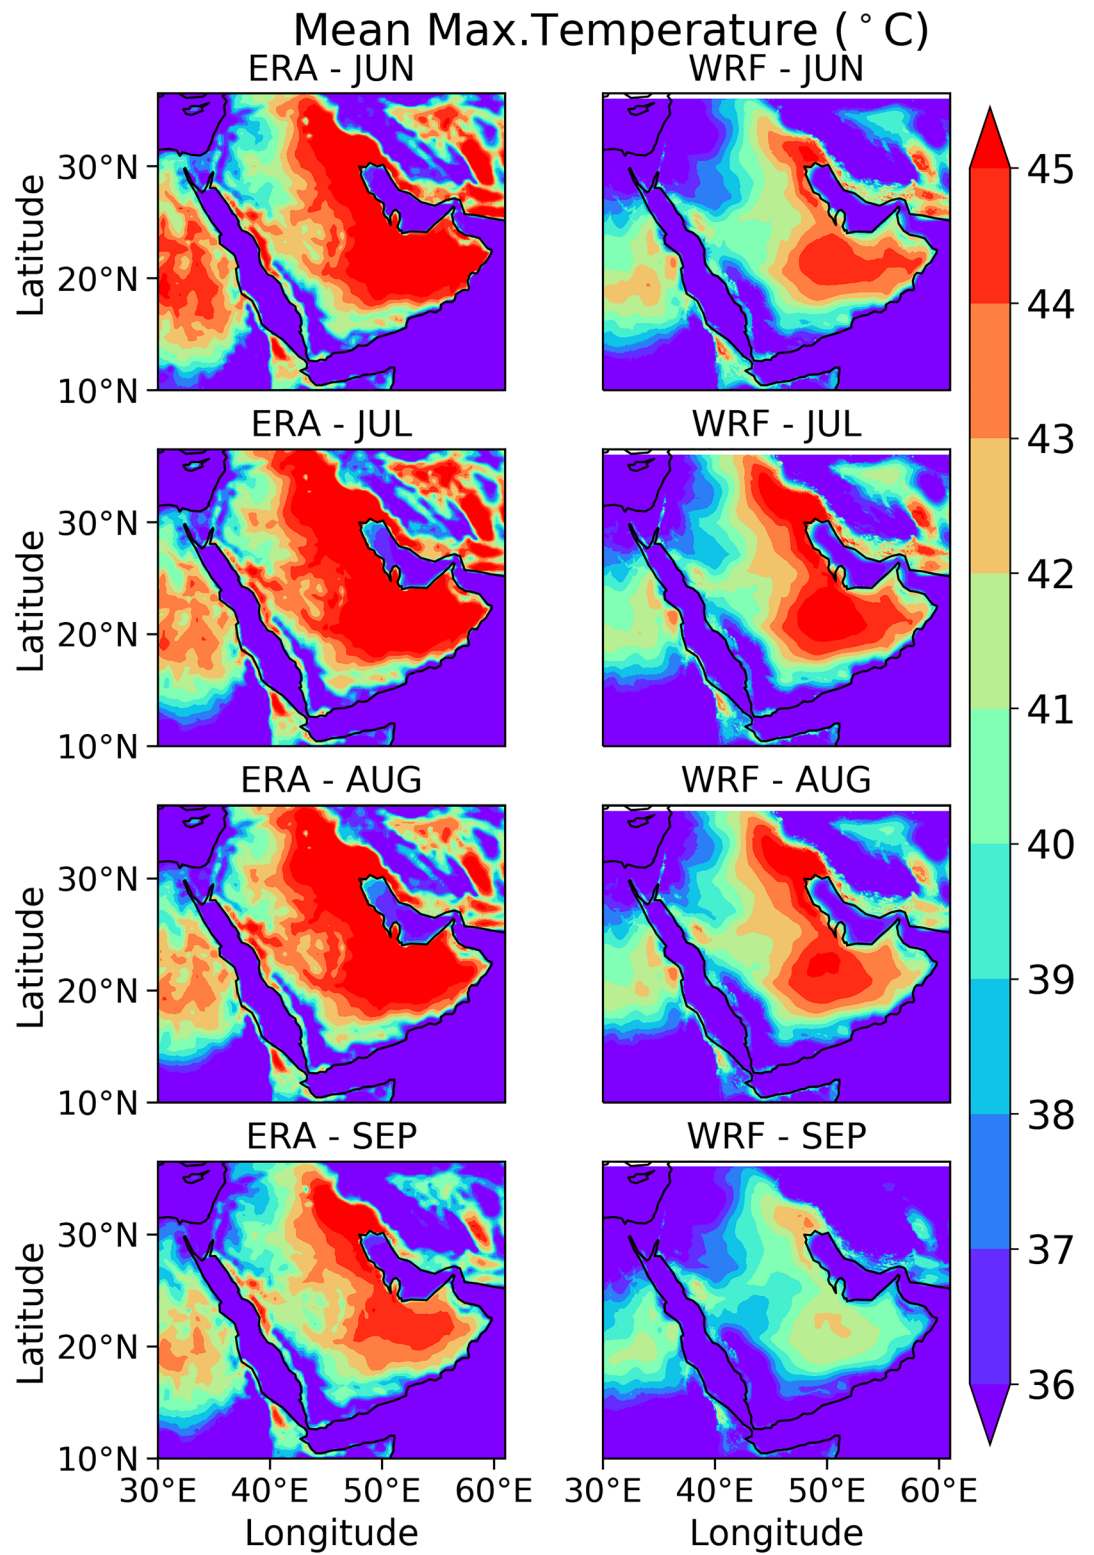 Mean Max.Temperature (°C)
ERA - JUN
WRF - JUN
Latitude
30°N
20°N
10°N
ERA - JUL
WRF - JUL
Latitude
30°N
20°N
10°N
ERA - AUG
WRF - AUG
Latitude
30°N
20°N
10°N
ERA - SEP
WRF - SEP
Latitude
30°N
20°N
10°N
30°E 40°E 50°E 60°E
30°E 40°E 50°E 60°E
Longitude
Longitude
45
44
43
42
41
40
39
38
37
36